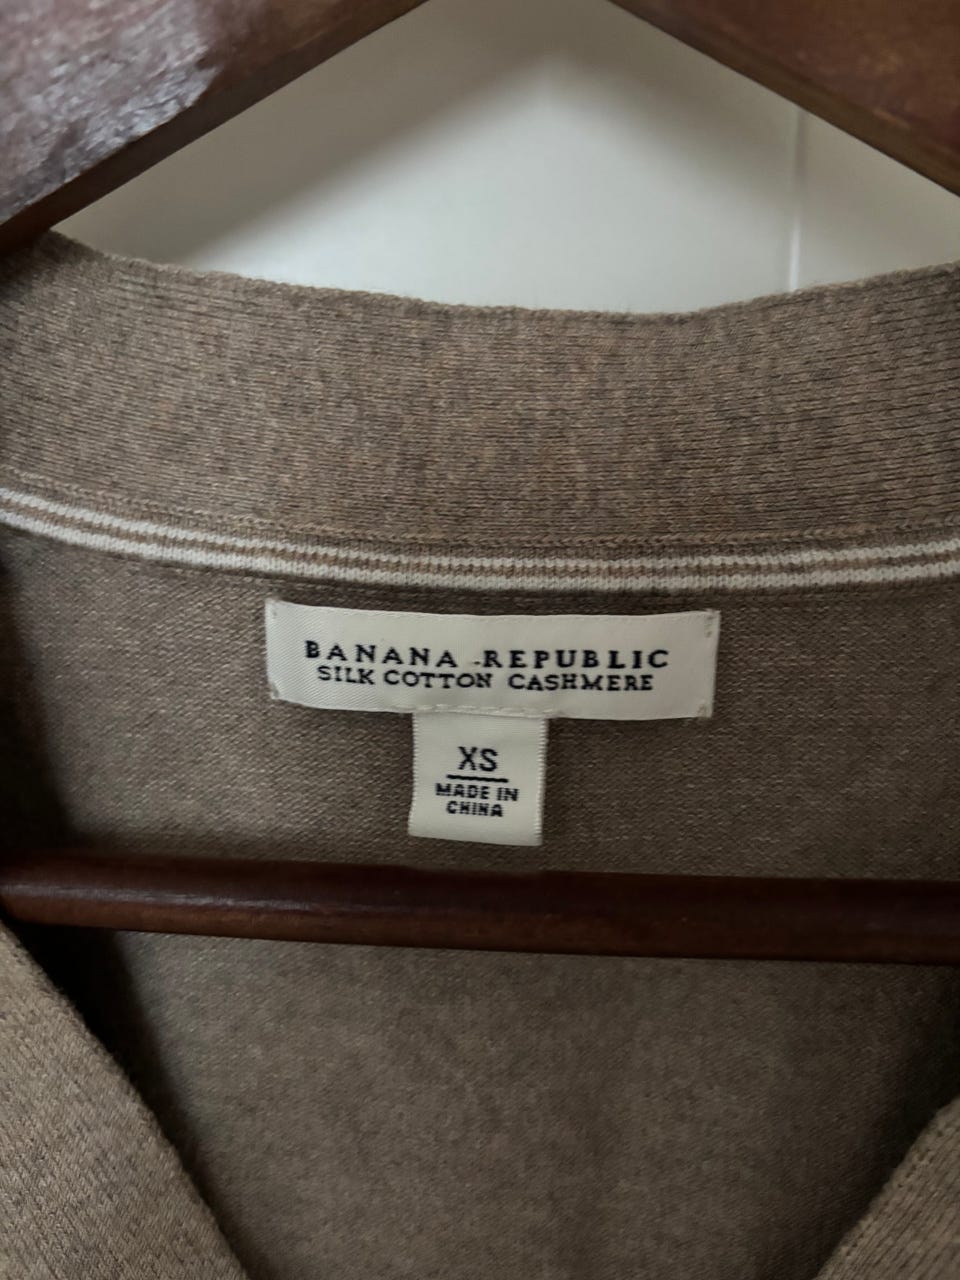 BANANA REPUBLIC
SILK COTTON CASHMERE
XS
MADE IN
CHINA